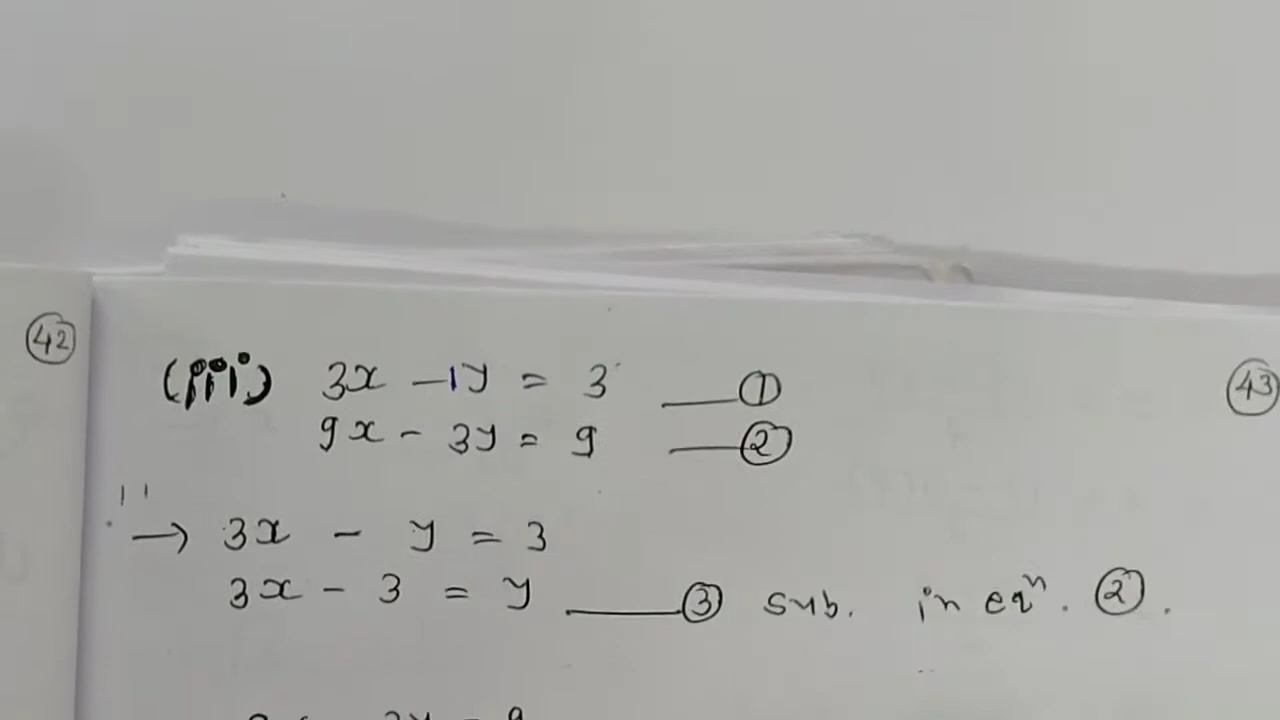 42
(iii) 3x - 1y = 3 ——①
43
9x - 3y = 9 ——②
→ 3x - y = 3
3x - 3 = y ——③ sub. in eqⁿ. ②.